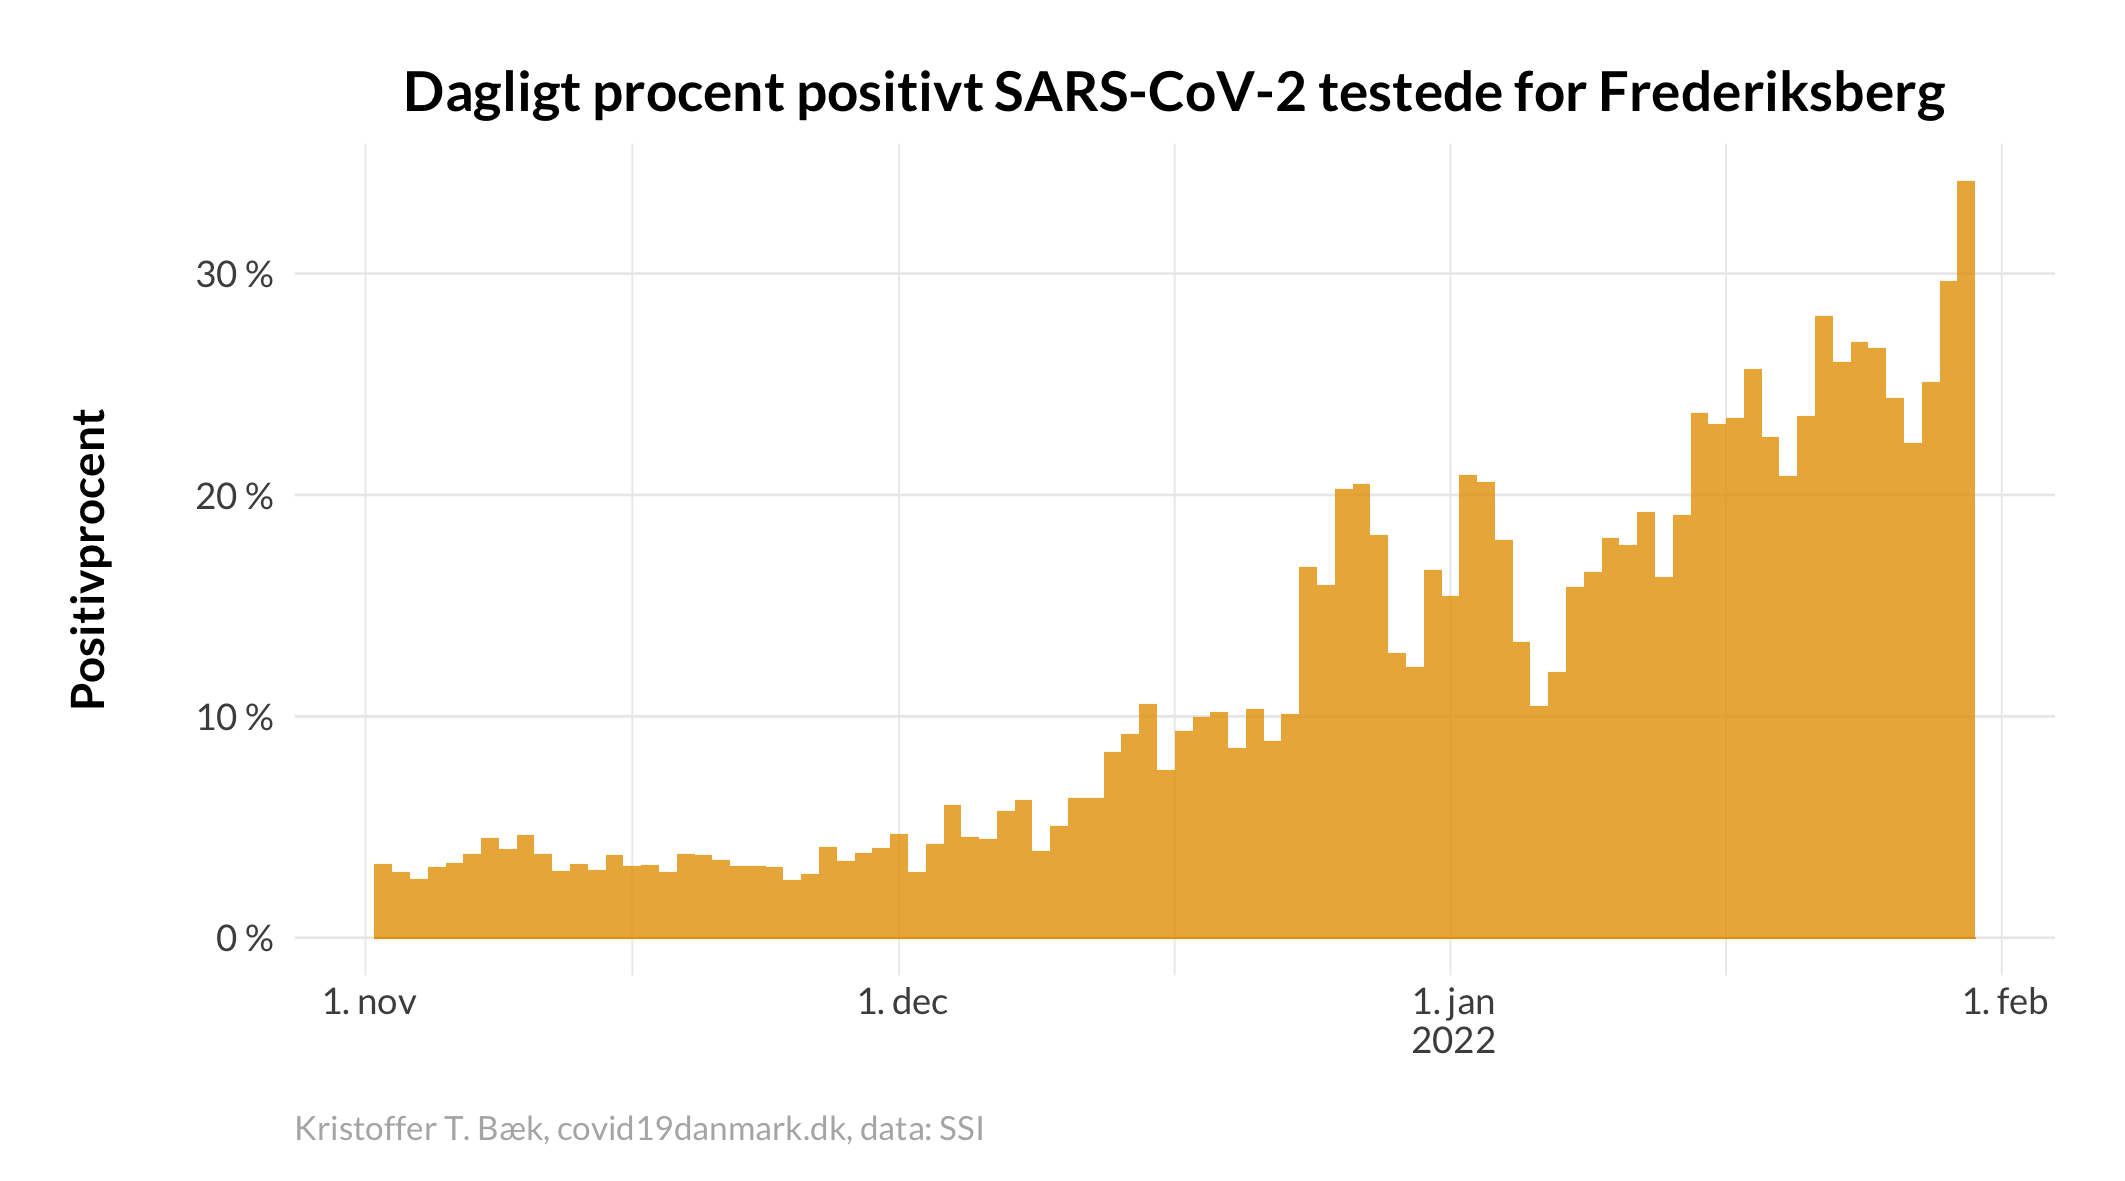 Dagligt procent positivt SARS-CoV-2 testede for Frederiksberg
Positivprocent
30 %
20 %
10 %
0 %
1. nov
1. dec
1. jan
2022
1. feb
Kristoffer T. Bæk, covid19danmark.dk, data: SSI